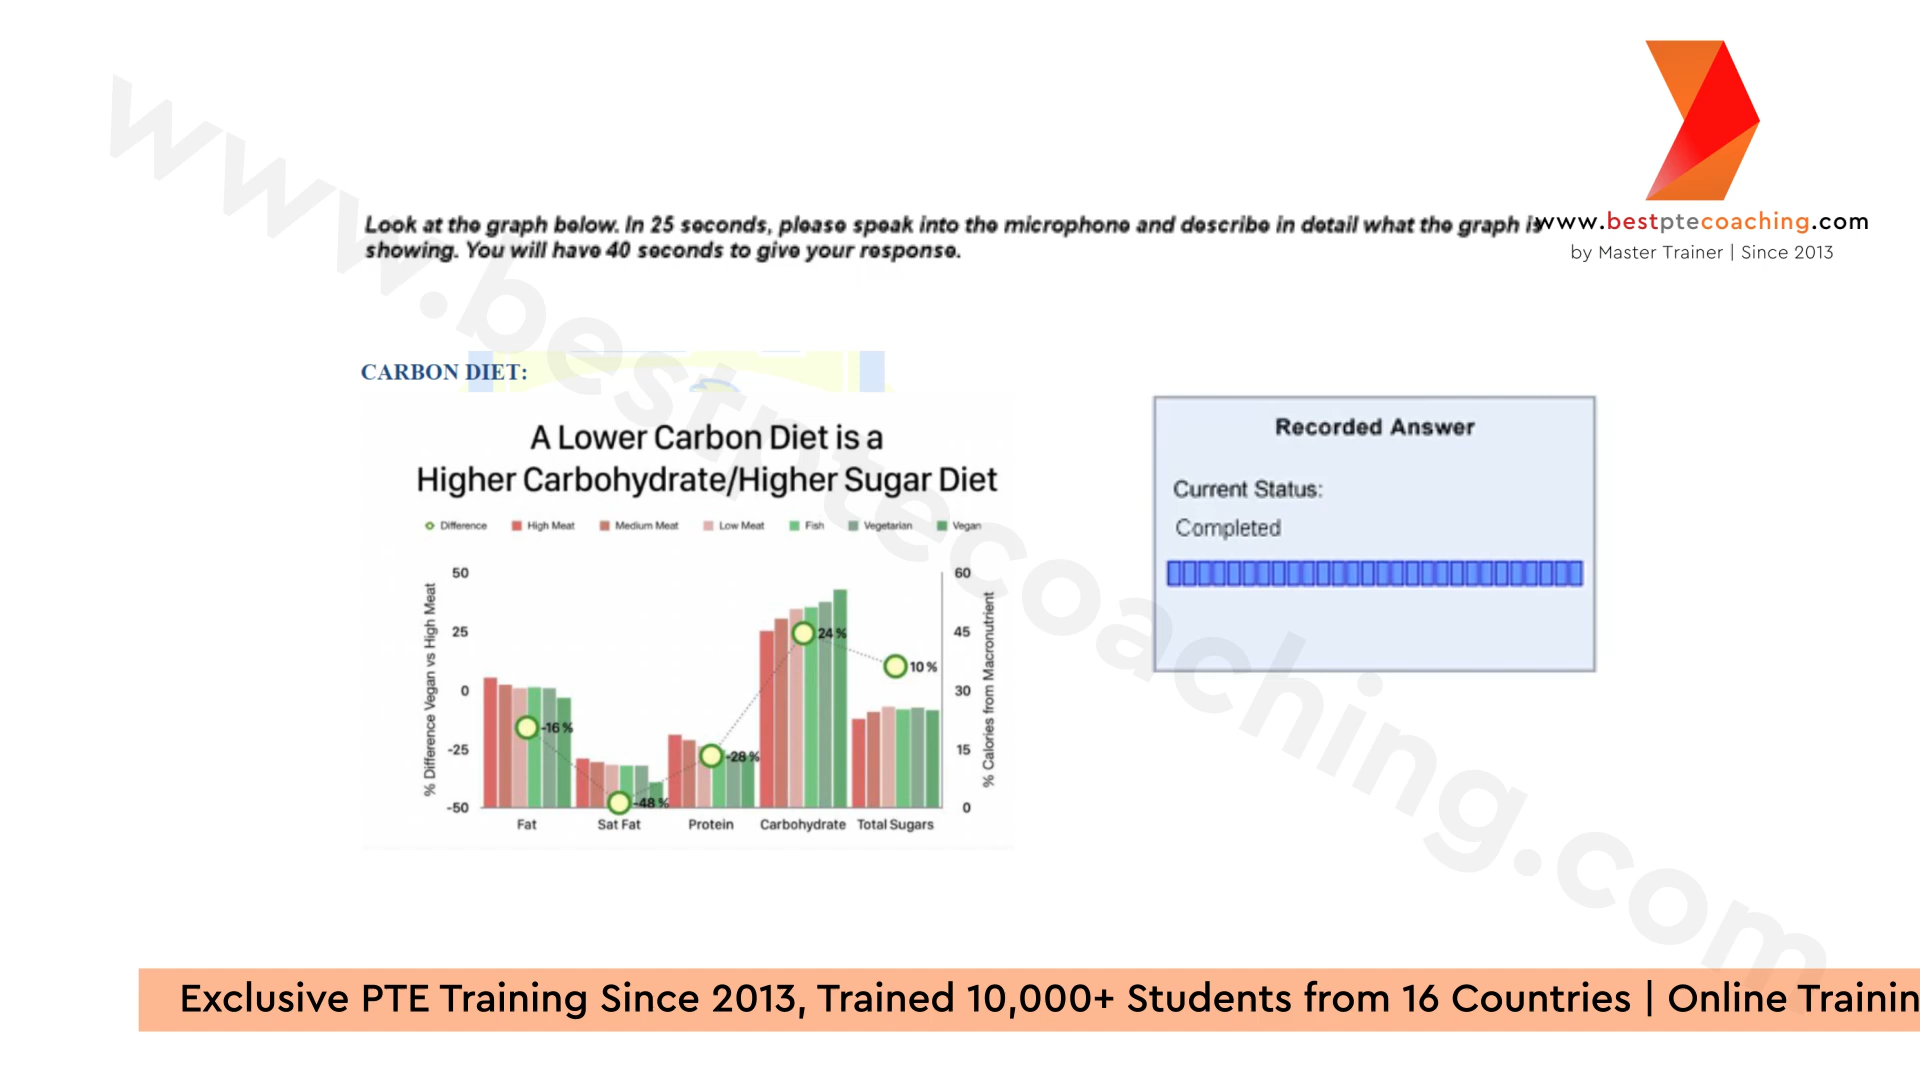 www.bestptecoaching.com
Look at the graph below. In 25 seconds, please speak into the microphone and describe in detail what the graph is
showing. You will have 40 seconds to give your response.
www.bestptecoaching.com
by Master Trainer | Since 2013
CARBON DIET:
A Lower Carbon Diet is a
Higher Carbohydrate/Higher Sugar Diet
Difference High Meat Medium Meat Low Meat Fish Vegetarian Vegan
% Difference Vegan vs High Meat
50
25
0
-25
-50
-16 %
-48 %
-28 %
24 %
10 %
60
45
30
15
0
% Calories from Macronutrient
Fat Sat Fat Protein Carbohydrate Total Sugars
Recorded Answer
Current Status:
Completed
Exclusive PTE Training Since 2013, Trained 10,000+ Students from 16 Countries | Online Trainin